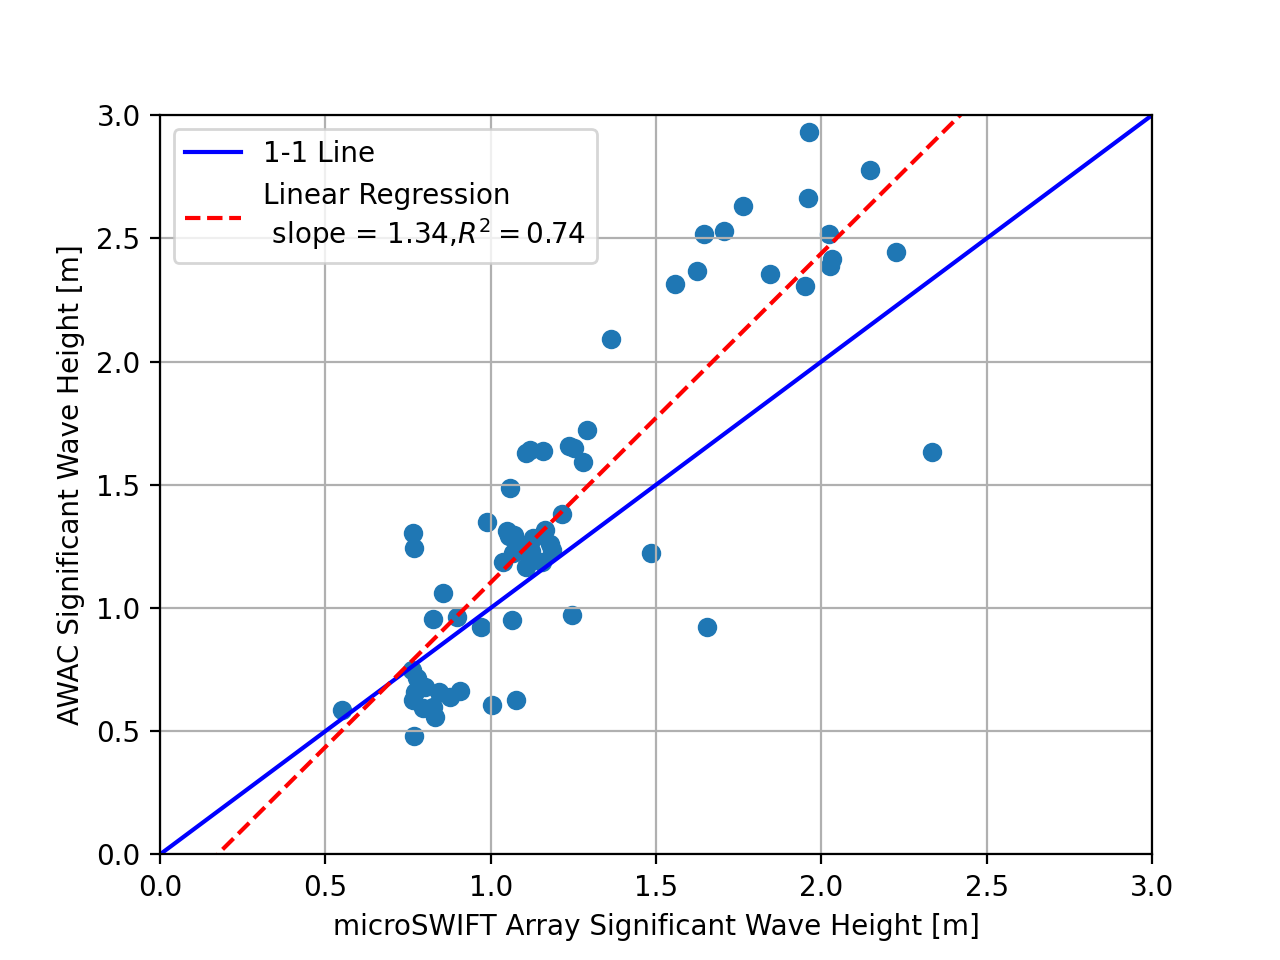 1-1 Line
Linear Regression
slope = 1.34,R² = 0.74
3.0
2.5
2.0
1.5
1.0
0.5
0.0
AWAC Significant Wave Height [m]
0.0 0.5 1.0 1.5 2.0 2.5 3.0
microSWIFT Array Significant Wave Height [m]